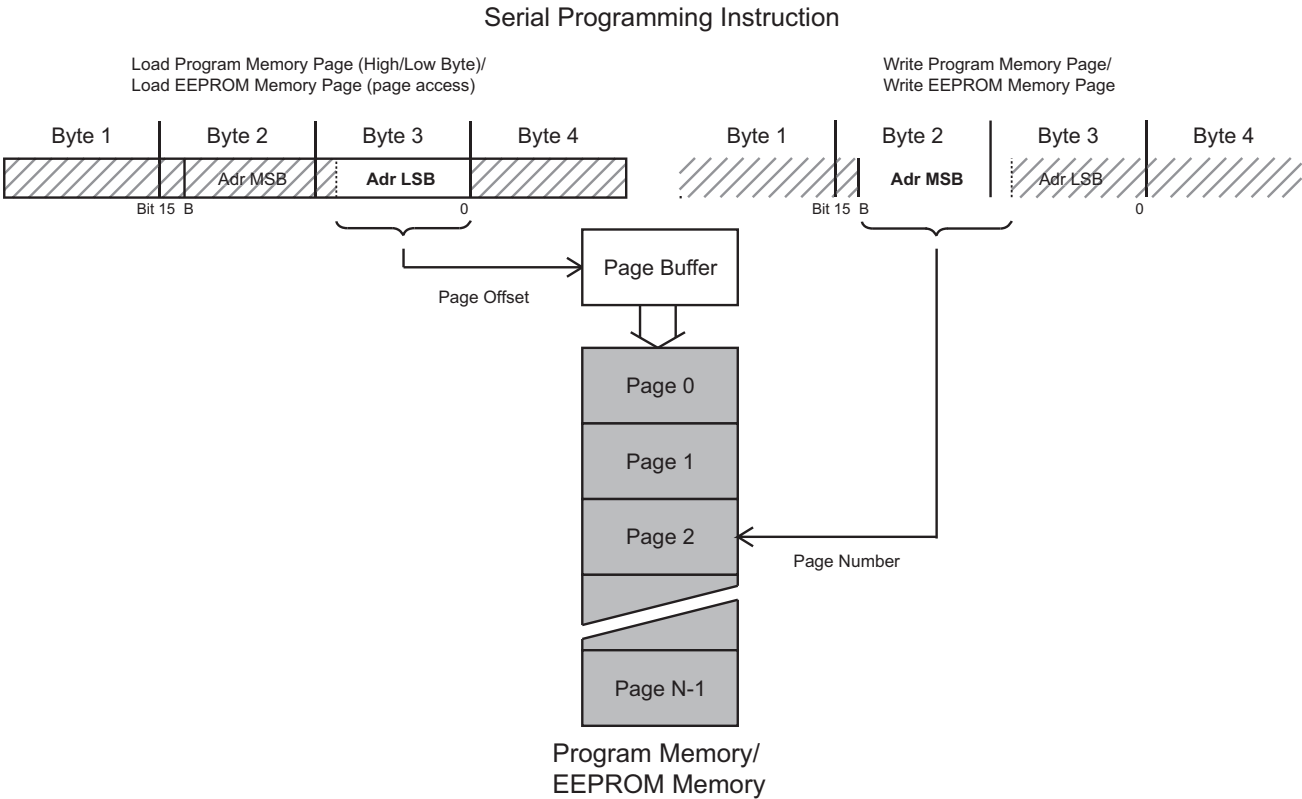 Serial Programming Instruction
Load Program Memory Page (High/Low Byte)/
Load EEPROM Memory Page (page access)
Write Program Memory Page/
Write EEPROM Memory Page
Byte 1 Byte 2 Byte 3 Byte 4
Byte 1 Byte 2 Byte 3 Byte 4
Adr MSB Adr LSB
Adr MSB Adr LSB
Bit 15 B 0
Bit 15 B 0
Page Buffer
Page Offset
Page 0
Page 1
Page 2
Page Number
Page N-1
Program Memory/
EEPROM Memory